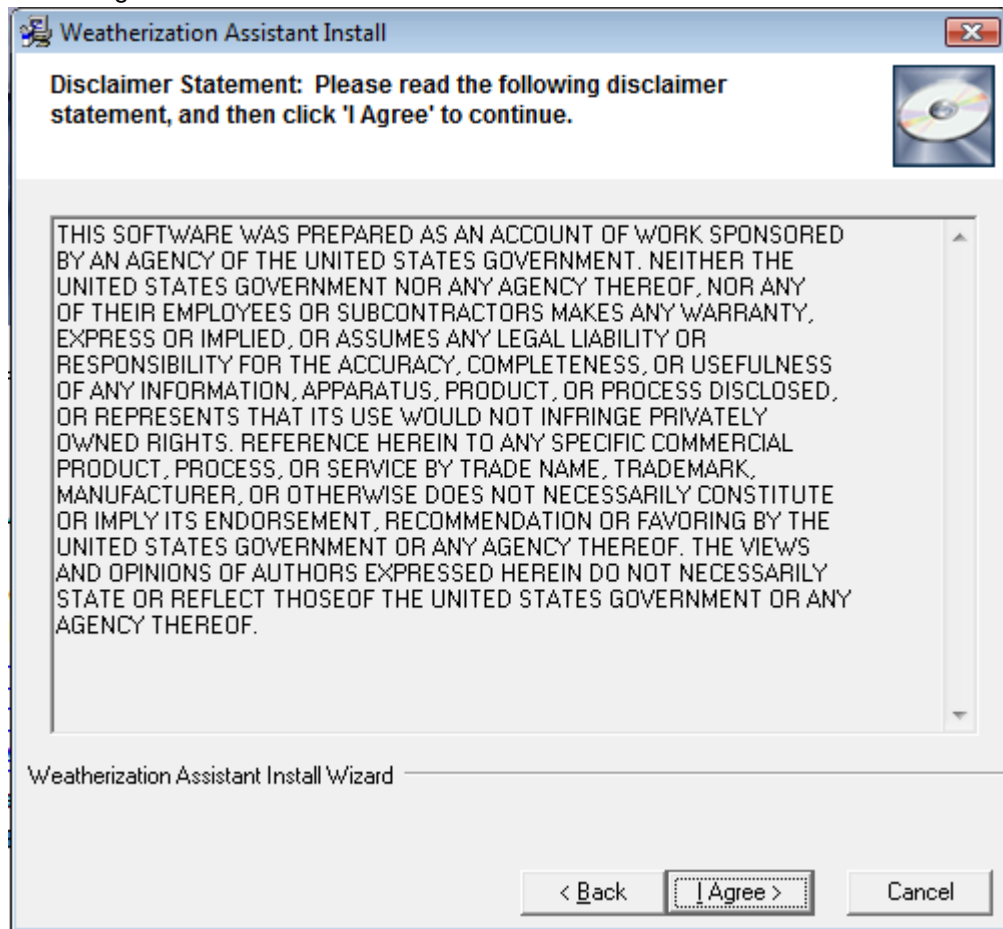 Weatherization Assistant Install
Disclaimer Statement: Please read the following disclaimer
statement, and then click 'I Agree' to continue.
THIS SOFTWARE WAS PREPARED AS AN ACCOUNT OF WORK SPONSORED
BY AN AGENCY OF THE UNITED STATES GOVERNMENT. NEITHER THE
UNITED STATES GOVERNMENT NOR ANY AGENCY THEREOF, NOR ANY
OF THEIR EMPLOYEES OR SUBCONTRACTORS MAKES ANY WARRANTY,
EXPRESS OR IMPLIED, OR ASSUMES ANY LEGAL LIABILITY OR
RESPONSIBILITY FOR THE ACCURACY, COMPLETENESS, OR USEFULNESS
OF ANY INFORMATION, APPARATUS, PRODUCT, OR PROCESS DISCLOSED,
OR REPRESENTS THAT ITS USE WOULD NOT INFRINGE PRIVATELY
OWNED RIGHTS. REFERENCE HEREIN TO ANY SPECIFIC COMMERCIAL
PRODUCT, PROCESS, OR SERVICE BY TRADE NAME, TRADEMARK,
MANUFACTURER, OR OTHERWISE DOES NOT NECESSARILY CONSTITUTE
OR IMPLY ITS ENDORSEMENT, RECOMMENDATION OR FAVORING BY THE
UNITED STATES GOVERNMENT OR ANY AGENCY THEREOF. THE VIEWS
AND OPINIONS OF AUTHORS EXPRESSED HEREIN DO NOT NECESSARILY
STATE OR REFLECT THOSEOF THE UNITED STATES GOVERNMENT OR ANY
AGENCY THEREOF.
Weatherization Assistant Install Wizard
< Back I Agree > Cancel